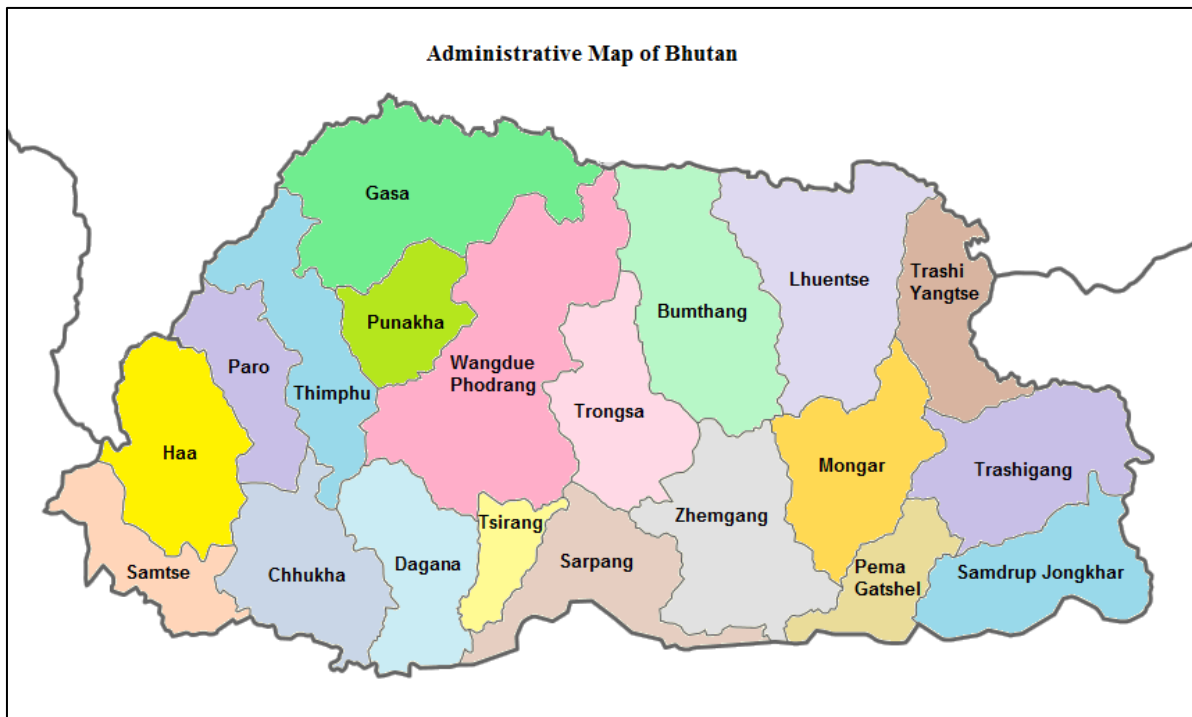 Administrative Map of Bhutan
Gasa
Punakha
Paro
Thimphu
Haa
Wangdue
Phodrang
Trongsa
Bumthang
Lhuentse
Trashi
Yangtse
Mongar
Trashigang
Samtse
Chhukha
Dagana
Tsirang
Sarpang
Zhemgang
Pema
Gatshel
Samdrup Jongkhar